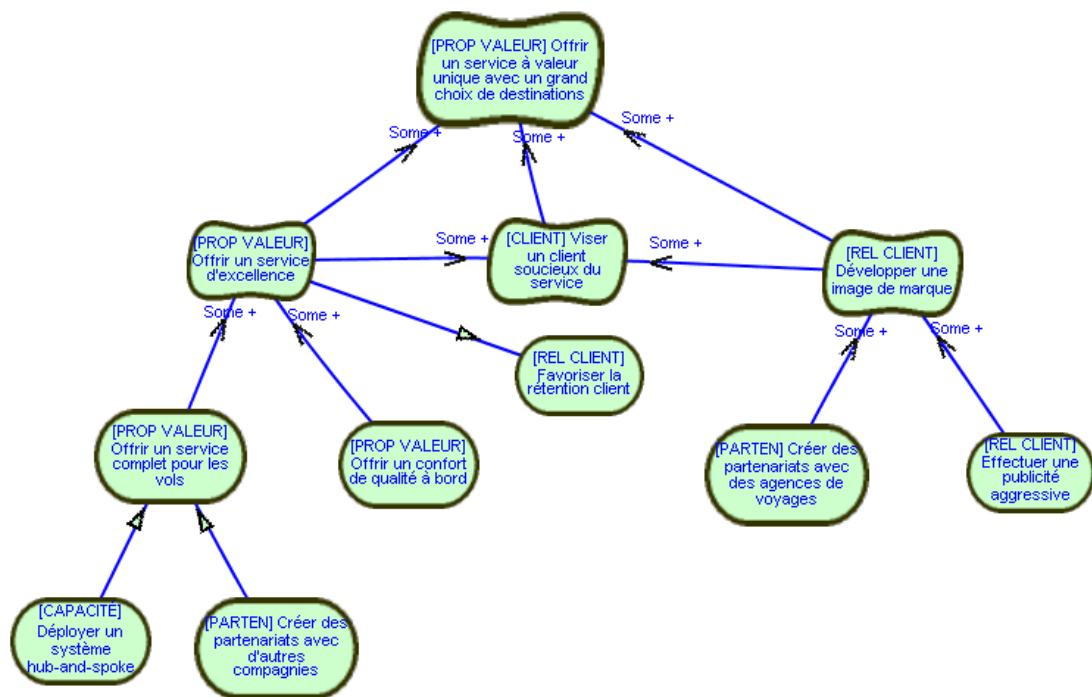 [PROP VALEUR] Offrir
un service à valeur
unique avec un grand
choix de destinations
Some +
Some +
Some +
[PROP VALEUR]
Offrir un service
d'excellence
Some +
[CLIENT] Viser
un client
soucieux du
service
Some +
[REL CLIENT]
Développer une
image de marque
Some +
Some +
Some +
Some +
[REL CLIENT]
Favoriser la
rétention client
[PROP VALEUR]
Offrir un service
complet pour les
vols
[PROP VALEUR]
Offrir un confort
de qualité à bord
[PARTEN] Créer des
partenariats avec
des agences de
voyages
[REL CLIENT]
Effectuer une
publicité
aggressive
[CAPACITÉ]
Déployer un
système
hub-and-spoke
[PARTEN] Créer des
partenariats avec
d'autres
compagnies